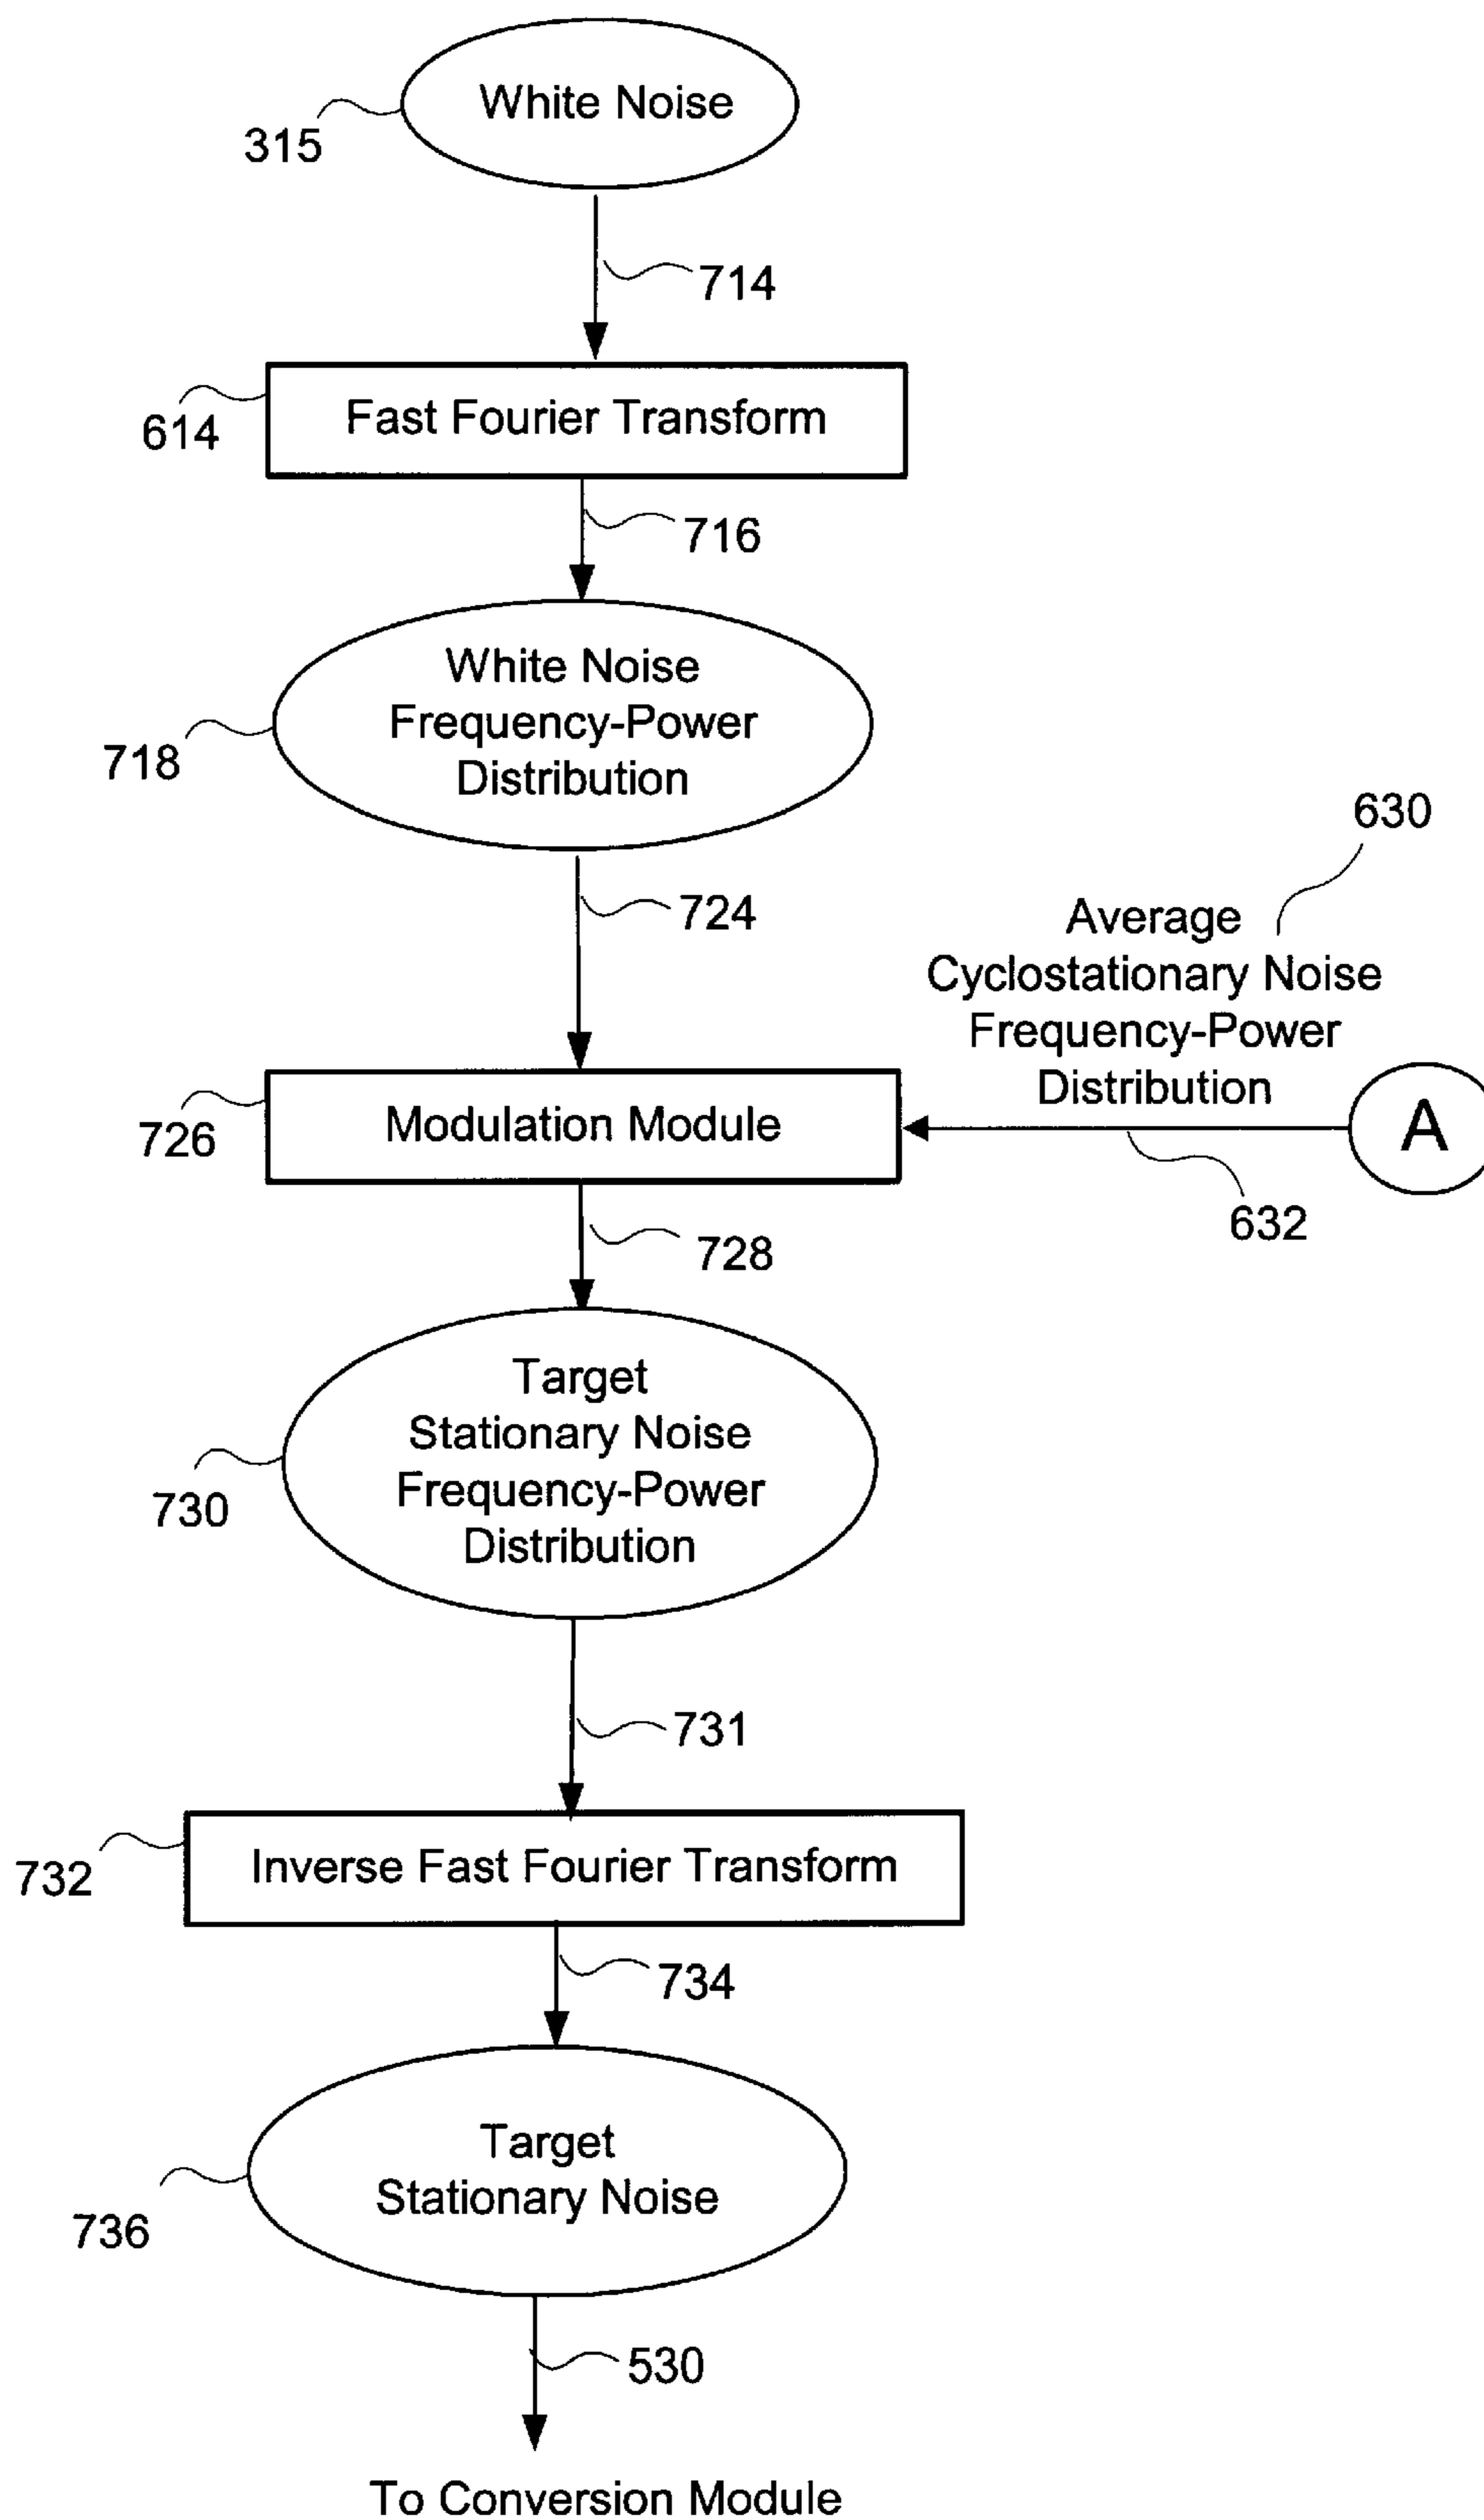 White Noise
315
714
Fast Fourier Transform
614
716
White Noise
Frequency-Power
Distribution
718
630
724
Average
Cyclostationary Noise
Frequency-Power
Distribution
A
Modulation Module
726
632
728
Target
Stationary Noise
Frequency-Power
Distribution
730
731
Inverse Fast Fourier Transform
732
734
Target
Stationary Noise
736
530
To Conversion Module